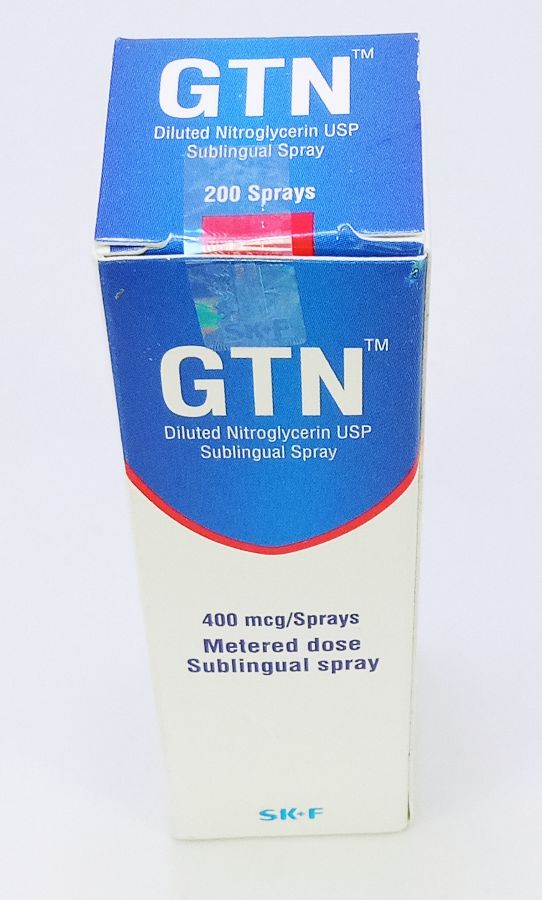 GTN™
Diluted Nitroglycerin USP
Sublingual Spray
200 Sprays
SK+F
GTN™
Diluted Nitroglycerin USP
Sublingual Spray
400 mcg/Sprays
Metered dose
Sublingual spray
SK+F